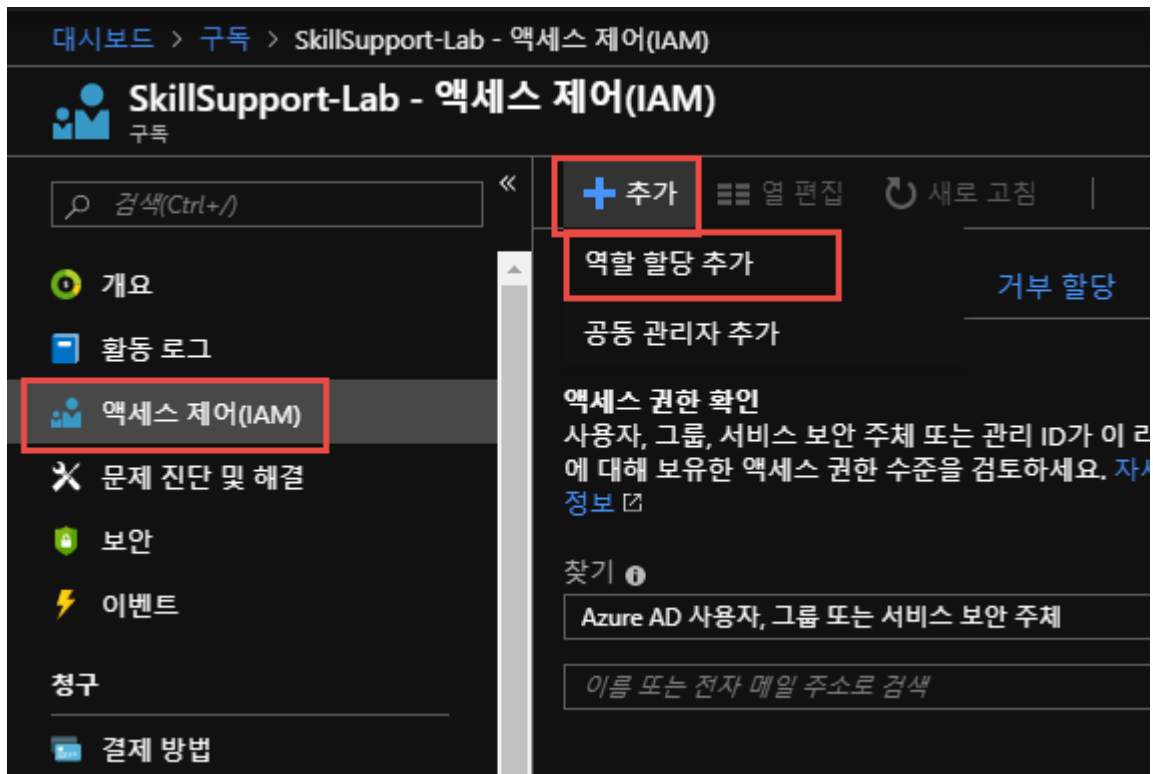 대시보드 > 구독 > SkillSupport-Lab - 액세스 제어(IAM)
SkillSupport-Lab - 액세스 제어(IAM)
구독
검색(Ctrl+/)
개요
활동 로그
액세스 제어(IAM)
문제 진단 및 해결
보안
이벤트
청구
결제 방법
추가
열 편집
새로 고침
역할 할당 추가
거부 할당
공동 관리자 추가
액세스 권한 확인
사용자, 그룹, 서비스 보안 주체 또는 관리 ID가 이
에 대해 보유한 액세스 권한 수준을 검토하세요.
정보
찾기
Azure AD 사용자, 그룹 또는 서비스 보안 주체
이름 또는 전자 메일 주소로 검색